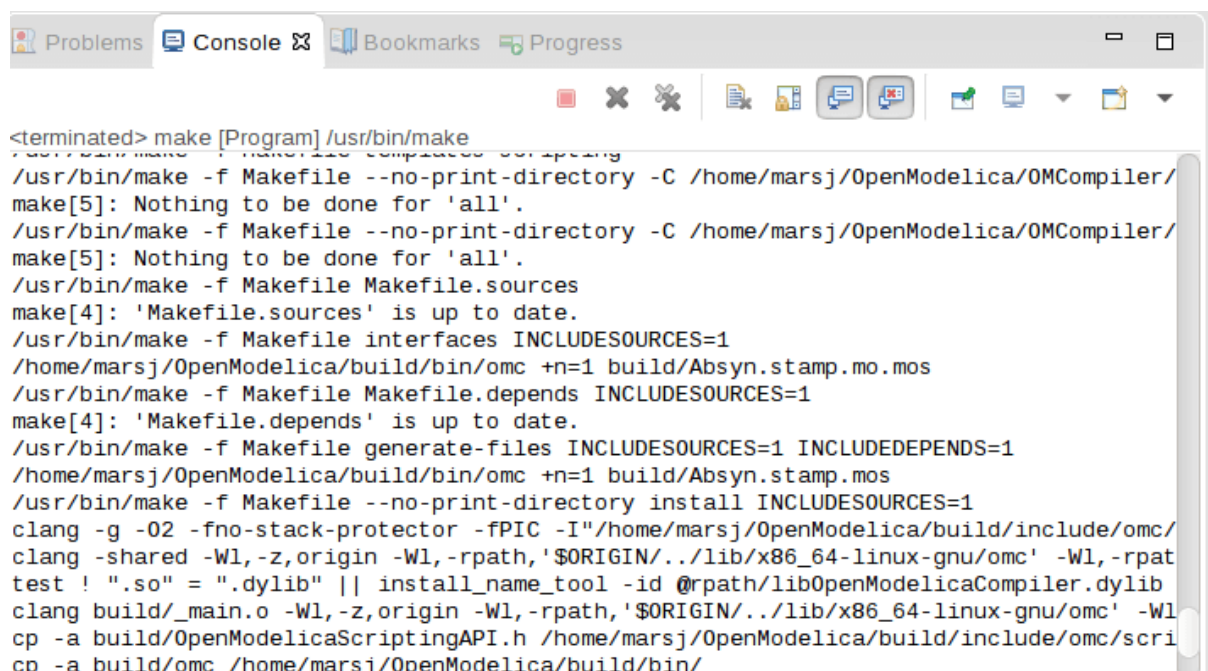 Problems Console Bookmarks Progress
<terminated> make [Program] /usr/bin/make
/usr/bin/make -f Makefile templates-scripting
/usr/bin/make -f Makefile --no-print-directory -C /home/marsj/OpenModelica/OMCompiler/
make[5]: Nothing to be done for 'all'.
/usr/bin/make -f Makefile --no-print-directory -C /home/marsj/OpenModelica/OMCompiler/
make[5]: Nothing to be done for 'all'.
/usr/bin/make -f Makefile Makefile.sources
make[4]: 'Makefile.sources' is up to date.
/usr/bin/make -f Makefile interfaces INCLUDESOURCES=1
/home/marsj/OpenModelica/build/bin/omc +n=1 build/Absyn.stamp.mo.mos
/usr/bin/make -f Makefile Makefile.depends INCLUDESOURCES=1
make[4]: 'Makefile.depends' is up to date.
/usr/bin/make -f Makefile generate-files INCLUDESOURCES=1 INCLUDEDEPENDS=1
/home/marsj/OpenModelica/build/bin/omc +n=1 build/Absyn.stamp.mos
/usr/bin/make -f Makefile --no-print-directory install INCLUDESOURCES=1
clang -g -O2 -fno-stack-protector -fPIC -I"/home/marsj/OpenModelica/build/include/omc/
clang -shared -Wl,-z,origin -Wl,-rpath,'$ORIGIN/../lib/x86_64-linux-gnu/omc' -Wl,-rpat
test ! ".so" = ".dylib" || install_name_tool -id @rpath/libOpenModelicaCompiler.dylib
clang build/_main.o -Wl,-z,origin -Wl,-rpath,'$ORIGIN/../lib/x86_64-linux-gnu/omc' -Wl
cp -a build/OpenModelicaScriptingAPI.h /home/marsj/OpenModelica/build/include/omc/scri
cp -a build/omc /home/marsj/OpenModelica/build/bin/